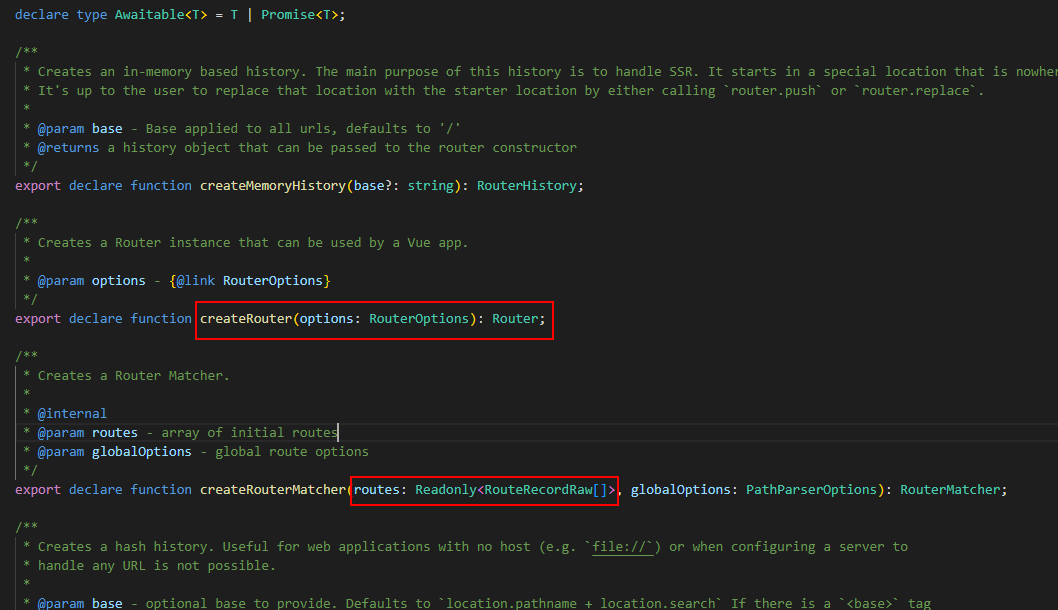 declare type Awaitable<T> = T | Promise<T>;
/**
* Creates an in-memory based history. The main purpose of this history is to handle SSR. It starts in a special location that is
* It's up to the user to replace that location with the starter location by either calling `router.push` or `router.replace`.
*
* @param base - Base applied to all urls, defaults to '/'
* @returns a history object that can be passed to the router constructor
*/
export declare function createMemoryHistory(base?: string): RouterHistory;
/**
* Creates a Router instance that can be used by a Vue app.
*
* @param options - {@link RouterOptions}
*/
export declare function createRouter(options: RouterOptions): Router;
/**
* Creates a Router Matcher.
*
* @internal
* @param routes - array of initial routes
* @param globalOptions - global route options
*/
export declare function createRouterMatcher(routes: Readonly<RouteRecordRaw[]>, globalOptions: PathParserOptions): RouterMatcher;
/**
* Creates a hash history. Useful for web applications with no host (e.g. `file://`) or when configuring a server to
* handle any URL is not possible.
*
* @param base - optional base to provide. Defaults to `location.pathname + location.search` If there is a `<base>` tag